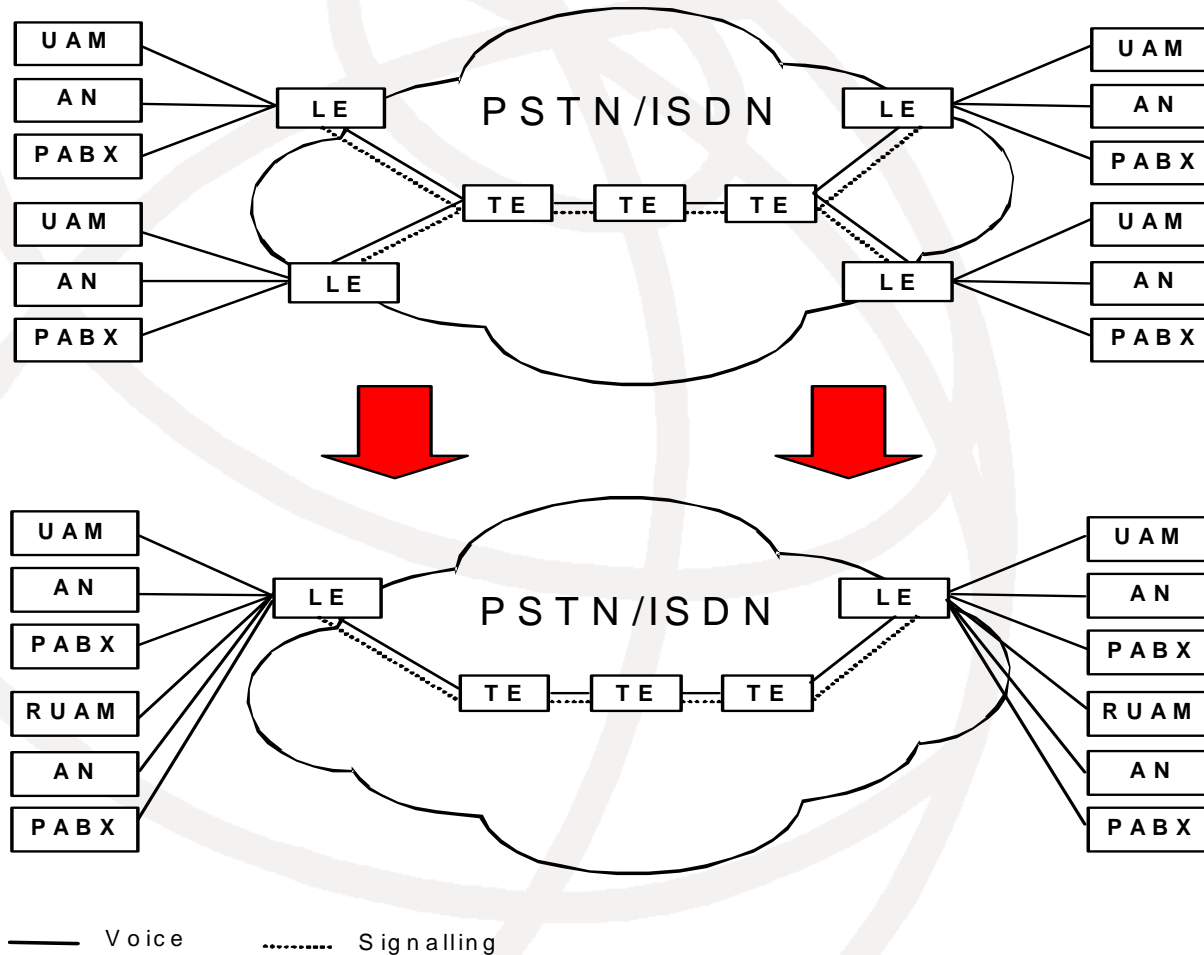 UAM
AN
PABX
UAM
AN
PABX
LE
LE
PSTN/ISDN
TE
TE
TE
LE
LE
UAM
AN
PABX
UAM
AN
PABX
UAM
AN
PABX
RUAM
AN
PABX
LE
PSTN/ISDN
TE
TE
TE
LE
UAM
AN
PABX
RUAM
AN
PABX
Voice
Signalling